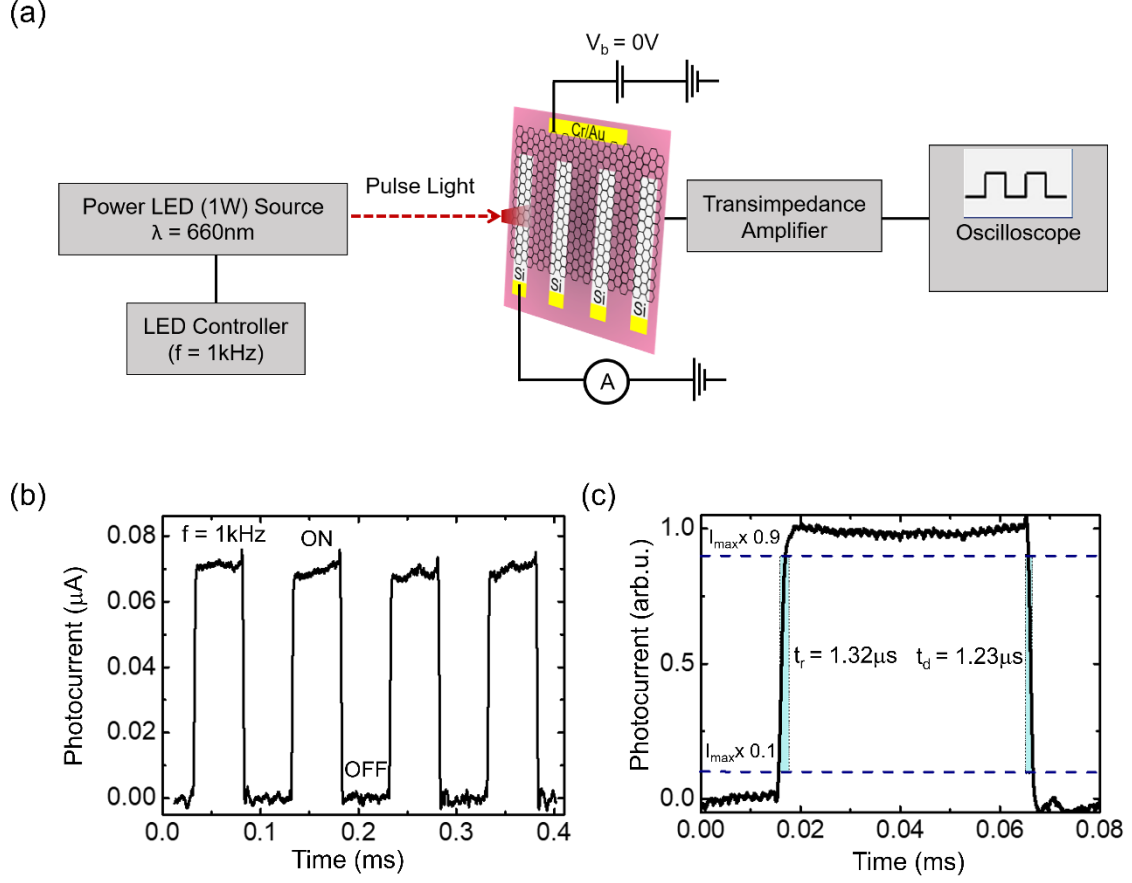 (a)
V_b = 0V
Cr/Au
Pulse Light
Power LED (1W) Source
λ = 660nm
LED Controller
(f = 1kHz)
Si
Si
Si
Si
A
Transimpedance
Amplifier
Oscilloscope
(b)
f = 1kHz
ON
OFF
Photocurrent (μA)
0.08
0.06
0.04
0.02
0.00
0.0 0.1 0.2 0.3 0.4
Time (ms)
(c)
I_max x 0.9
t_r = 1.32μs t_d = 1.23μs
I_max x 0.1
Photocurrent (arb.u.)
1.0
0.5
0.0
0.00 0.02 0.04 0.06 0.08
Time (ms)